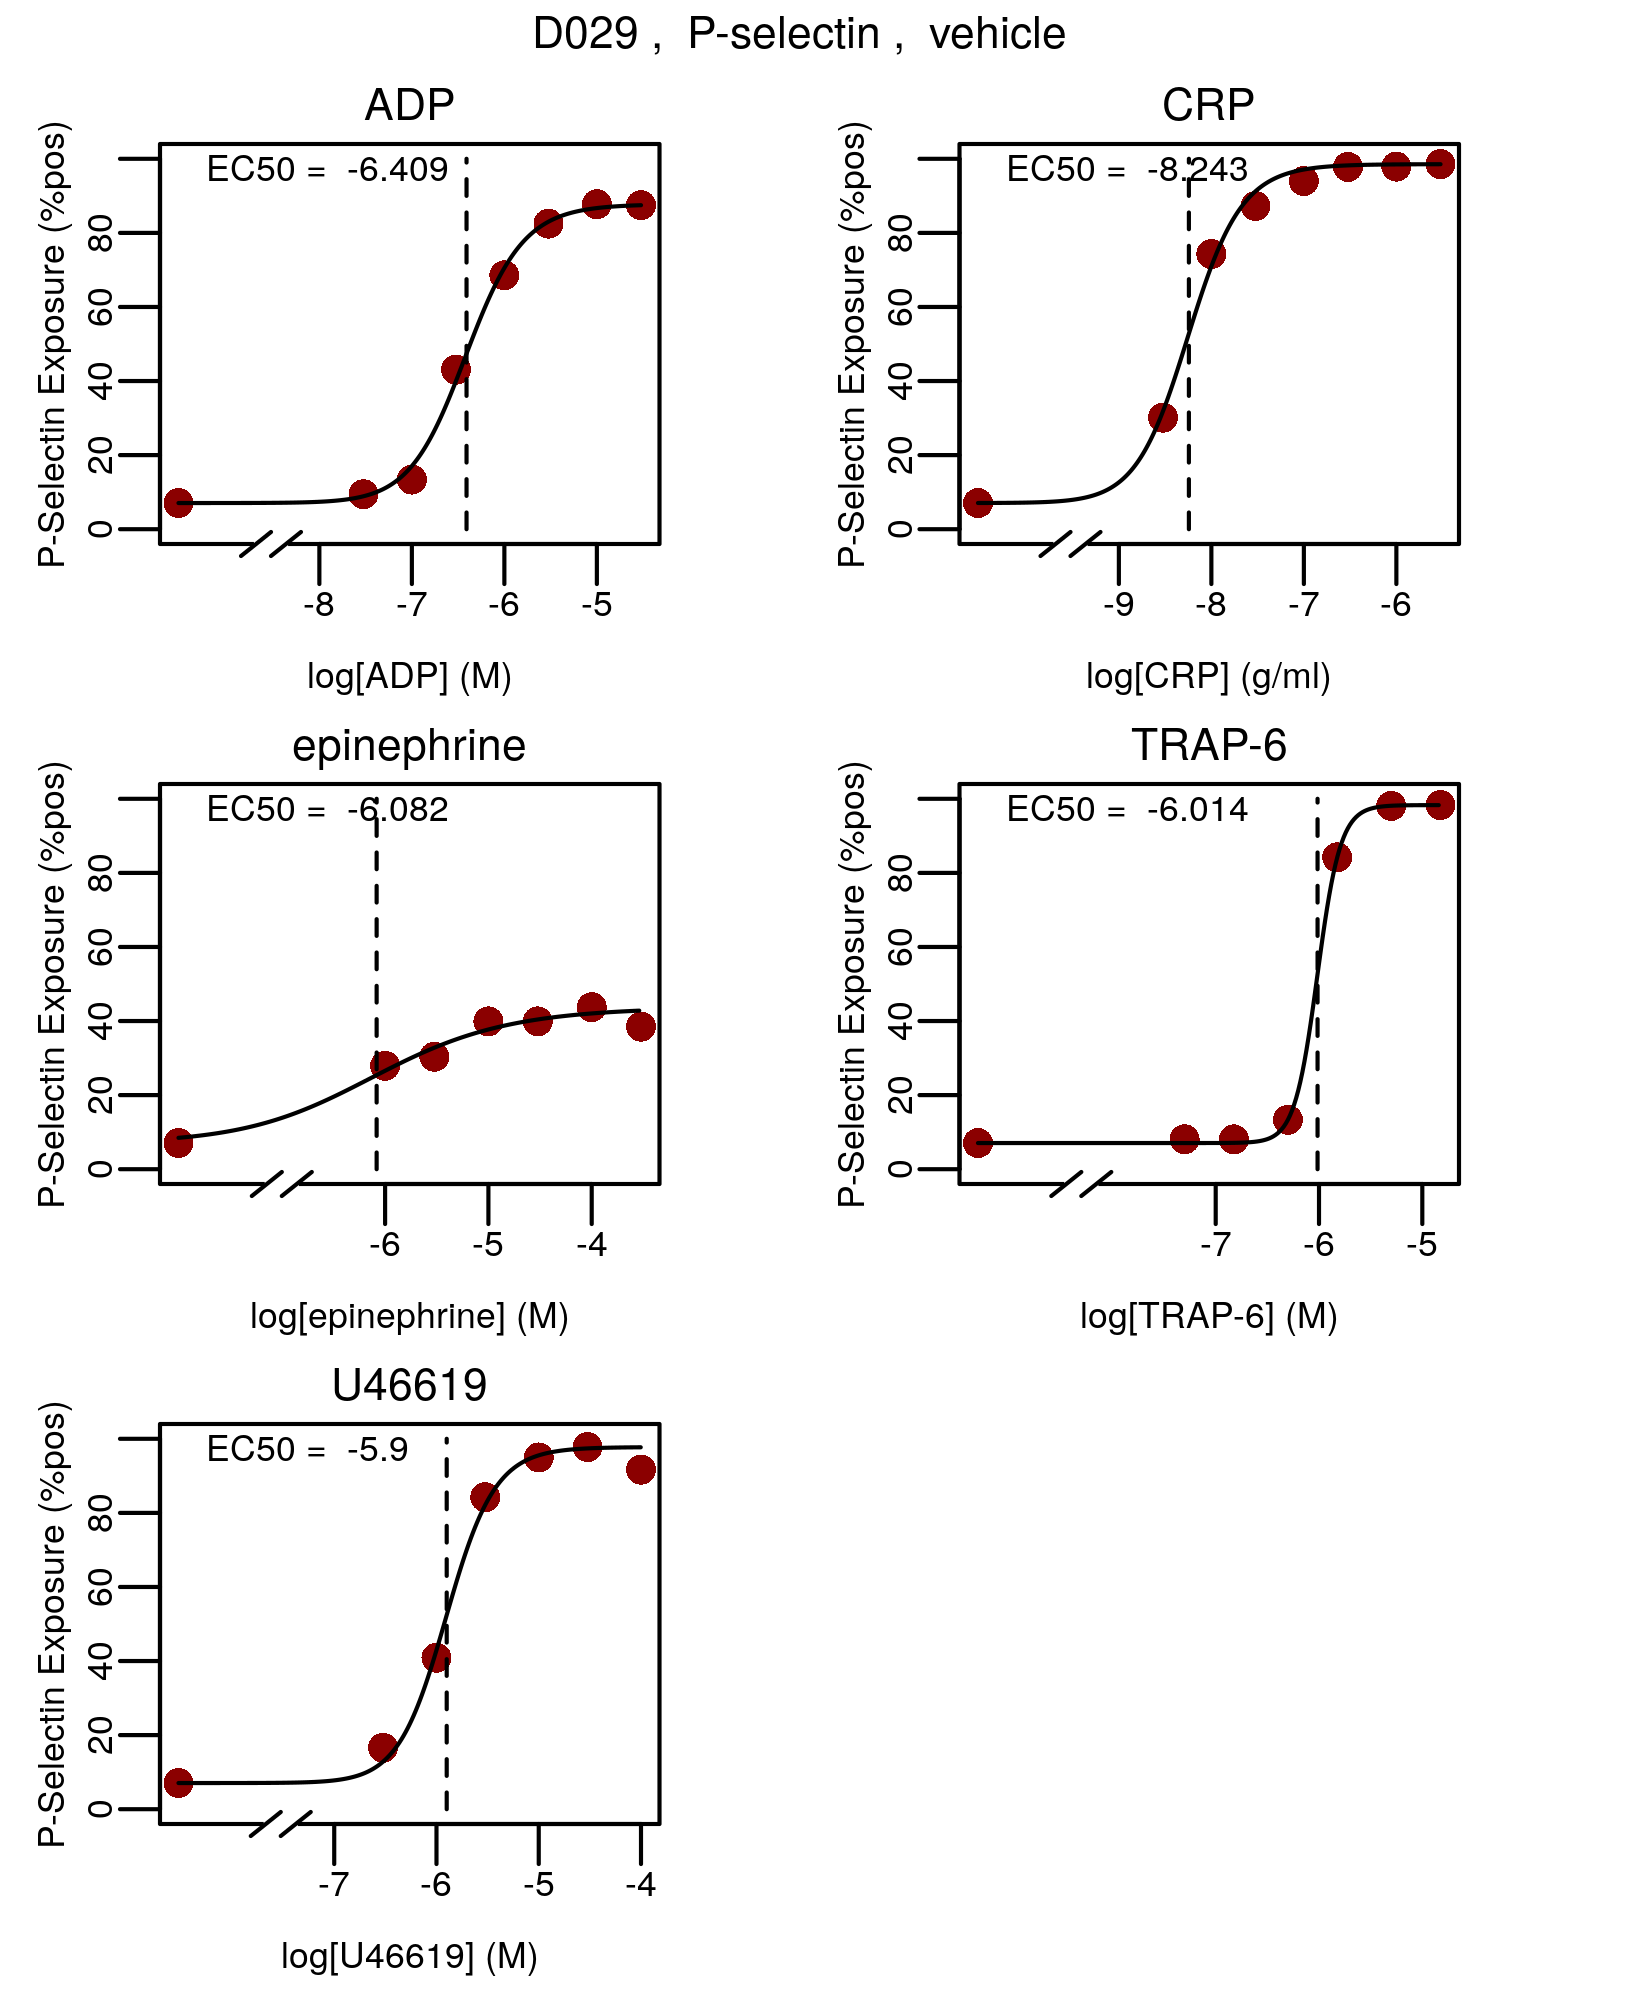 D029 , P-selectin , vehicle
ADP
EC50 = -6.409
P-Selectin Exposure (%pos)
0 20 40 60 80
-8 -7 -6 -5
log[ADP] (M)
CRP
EC50 = -8.243
P-Selectin Exposure (%pos)
0 20 40 60 80
-9 -8 -7 -6
log[CRP] (g/ml)
epinephrine
EC50 = -6.082
P-Selectin Exposure (%pos)
0 20 40 60 80
-6 -5 -4
log[epinephrine] (M)
TRAP-6
EC50 = -6.014
P-Selectin Exposure (%pos)
0 20 40 60 80
-7 -6 -5
log[TRAP-6] (M)
U46619
EC50 = -5.9
P-Selectin Exposure (%pos)
0 20 40 60 80
-7 -6 -5 -4
log[U46619] (M)